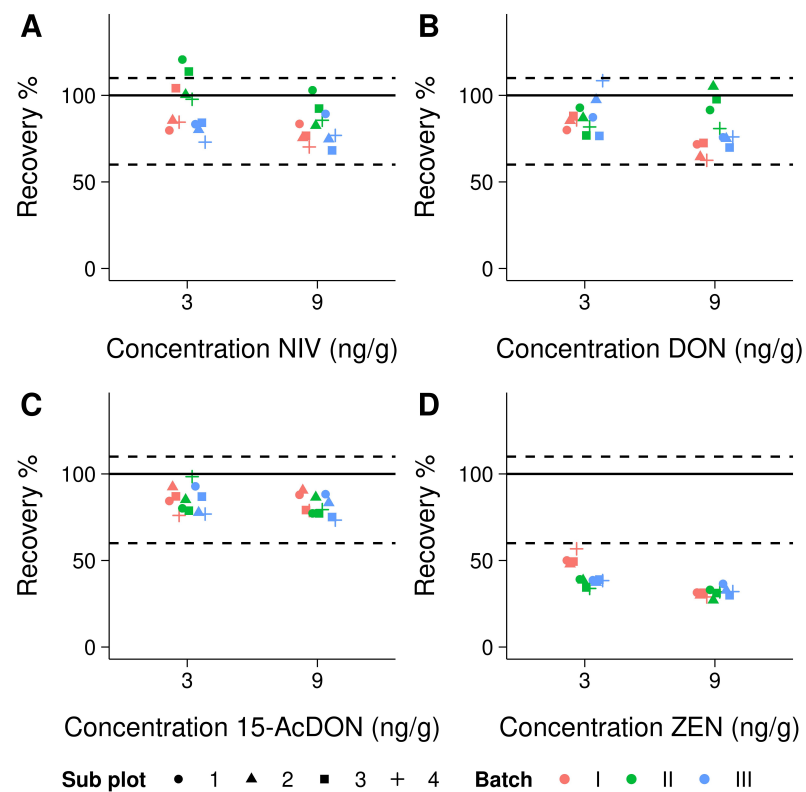 A
B
Recovery %
100
50
0
3
9
Concentration NIV (ng/g)
Recovery %
100
50
0
3
9
Concentration DON (ng/g)
C
D
Recovery %
100
50
0
3
9
Concentration 15-AcDON (ng/g)
Recovery %
100
50
0
3
9
Concentration ZEN (ng/g)
Sub plot 1 2 3 4 Batch I II III